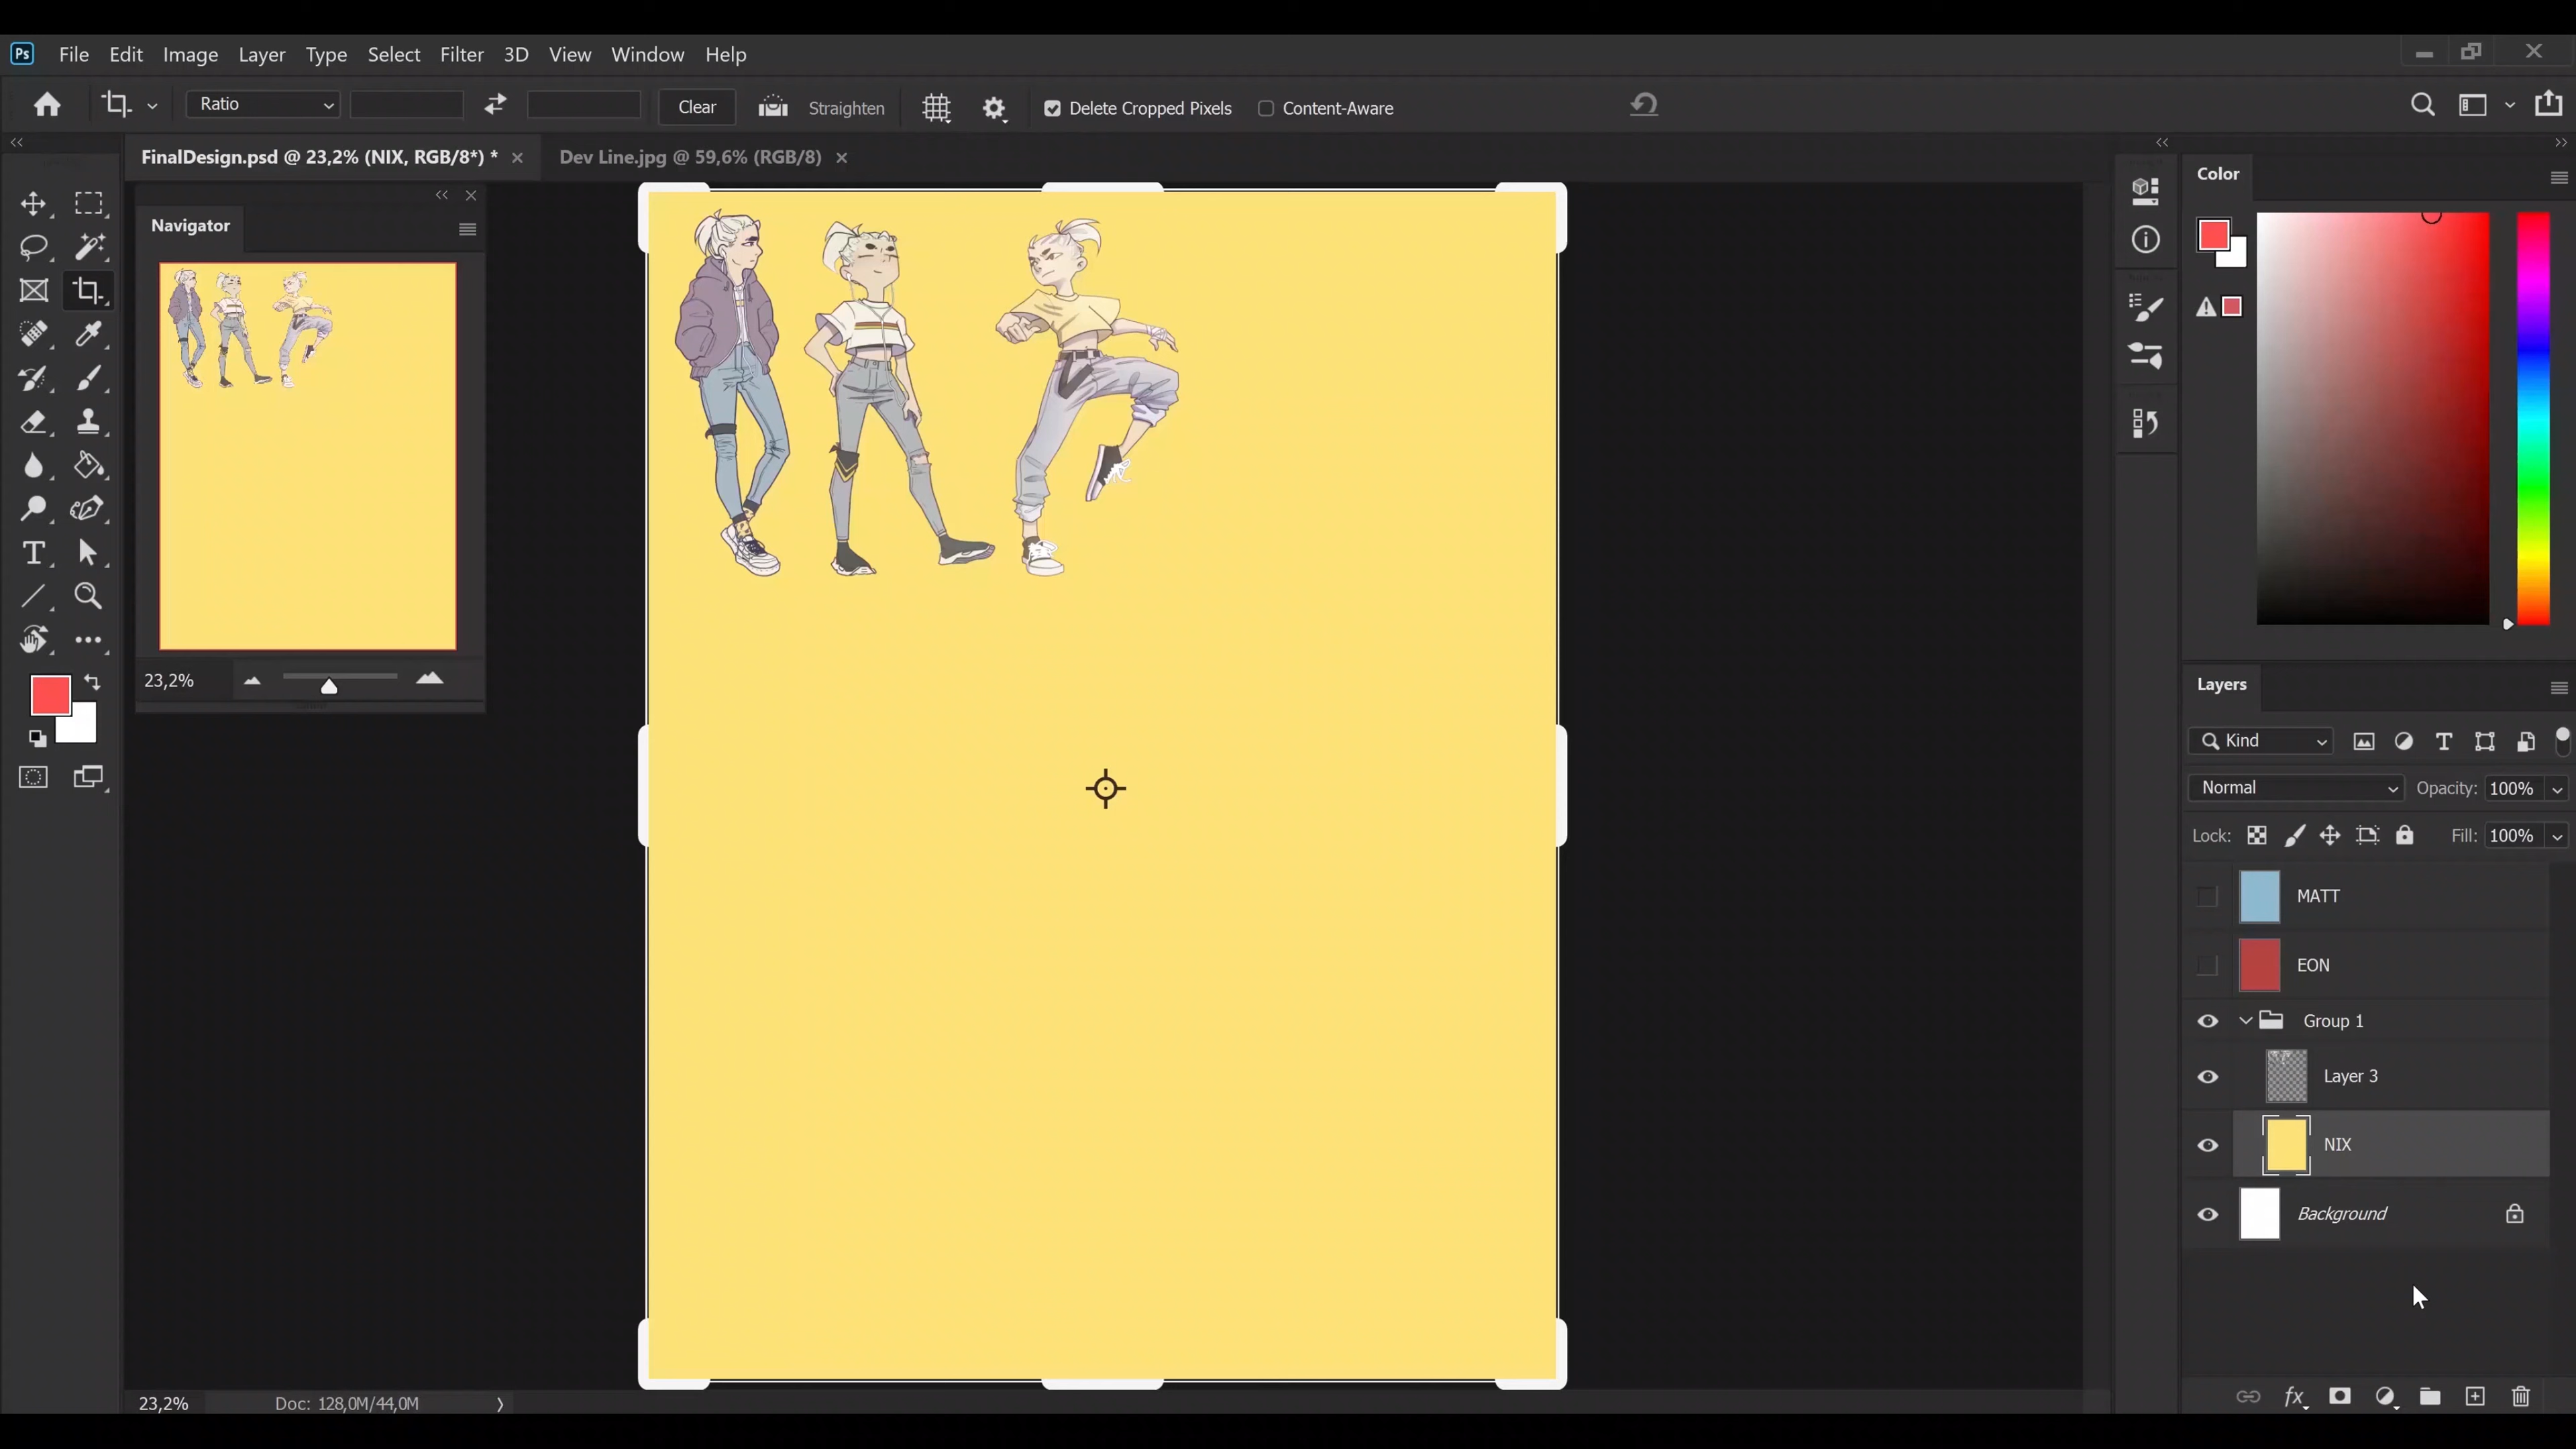 Ps File Edit Image Layer Type Select Filter 3D View Window Help
Ratio Clear Straighten Delete Cropped Pixels Content-Aware
FinalDesign.psd @ 23,2% (NIX, RGB/8*) * Dev Line.jpg @ 59,6% (RGB/8)
Navigator
23,2%
23,2% Doc: 128,0M/44,0M
Color
Layers
Kind
Normal Opacity: 100%
Lock: Fill: 100%
MATT
EON
Group 1
Layer 3
NIX
Background
fx